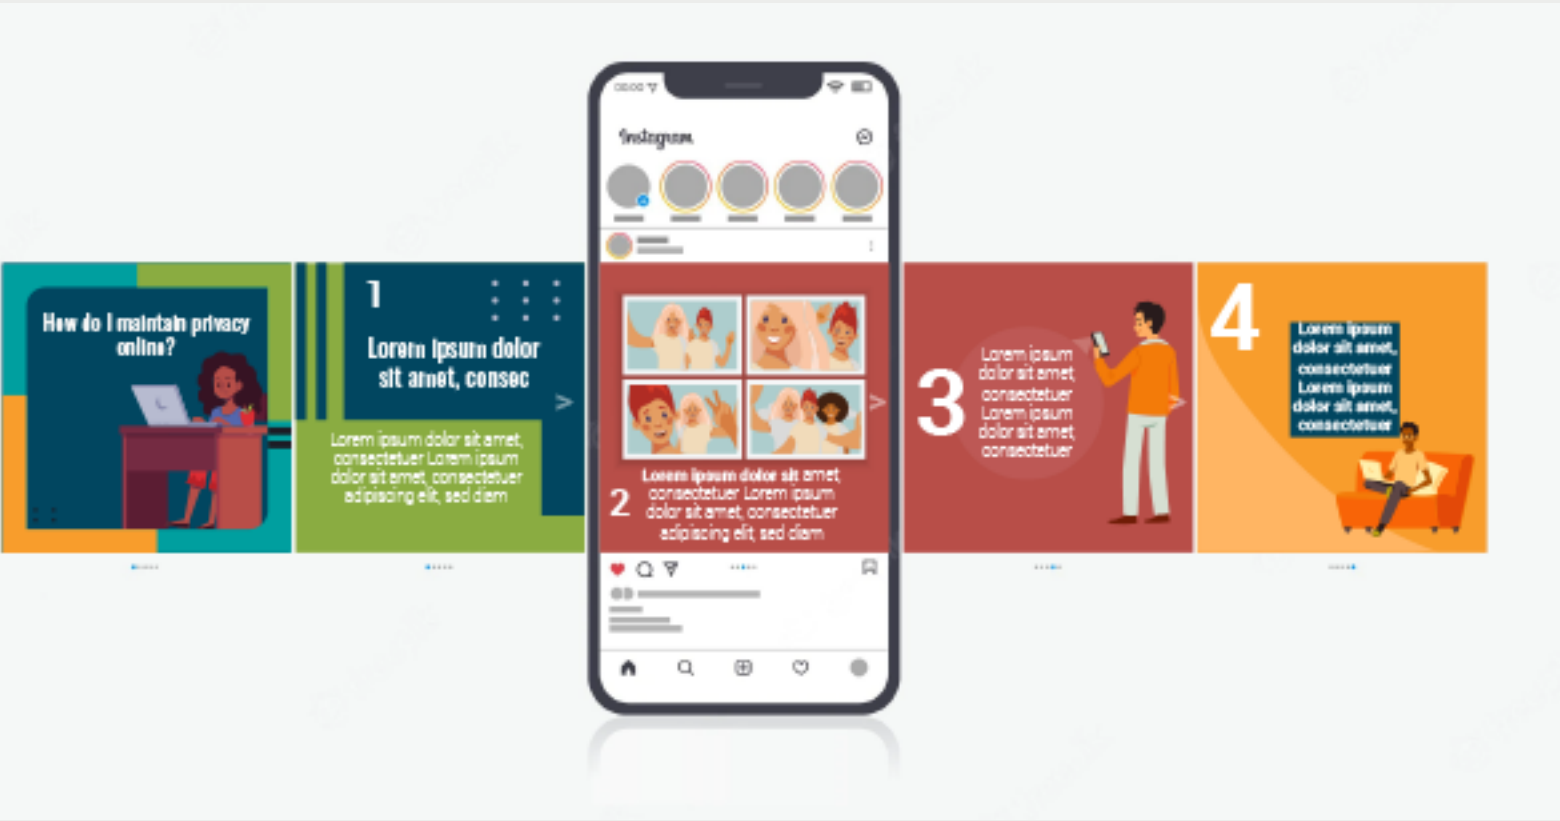 How do I maintain privacy
online?
1
Lorem ipsum dolor
sit amet, consec
>
Lorem ipsum dolor sit amet,
consectetuer Lorem ipsum
dolor sit amet, consectetuer
adipiscing elit, sed diam
00:00
Instagram
>
2
Lorem ipsum dolor sit amet,
consectetuer Lorem ipsum
dolor sit amet, consectetuer
adipiscing elit, sed diam
3
Lorem ipsum
dolor sit amet,
consectetuer
Lorem ipsum
dolor sit amet,
consectetuer
>
4
Lorem ipsum
dolor sit amet,
consectetuer
Lorem ipsum
dolor sit amet,
consectetuer